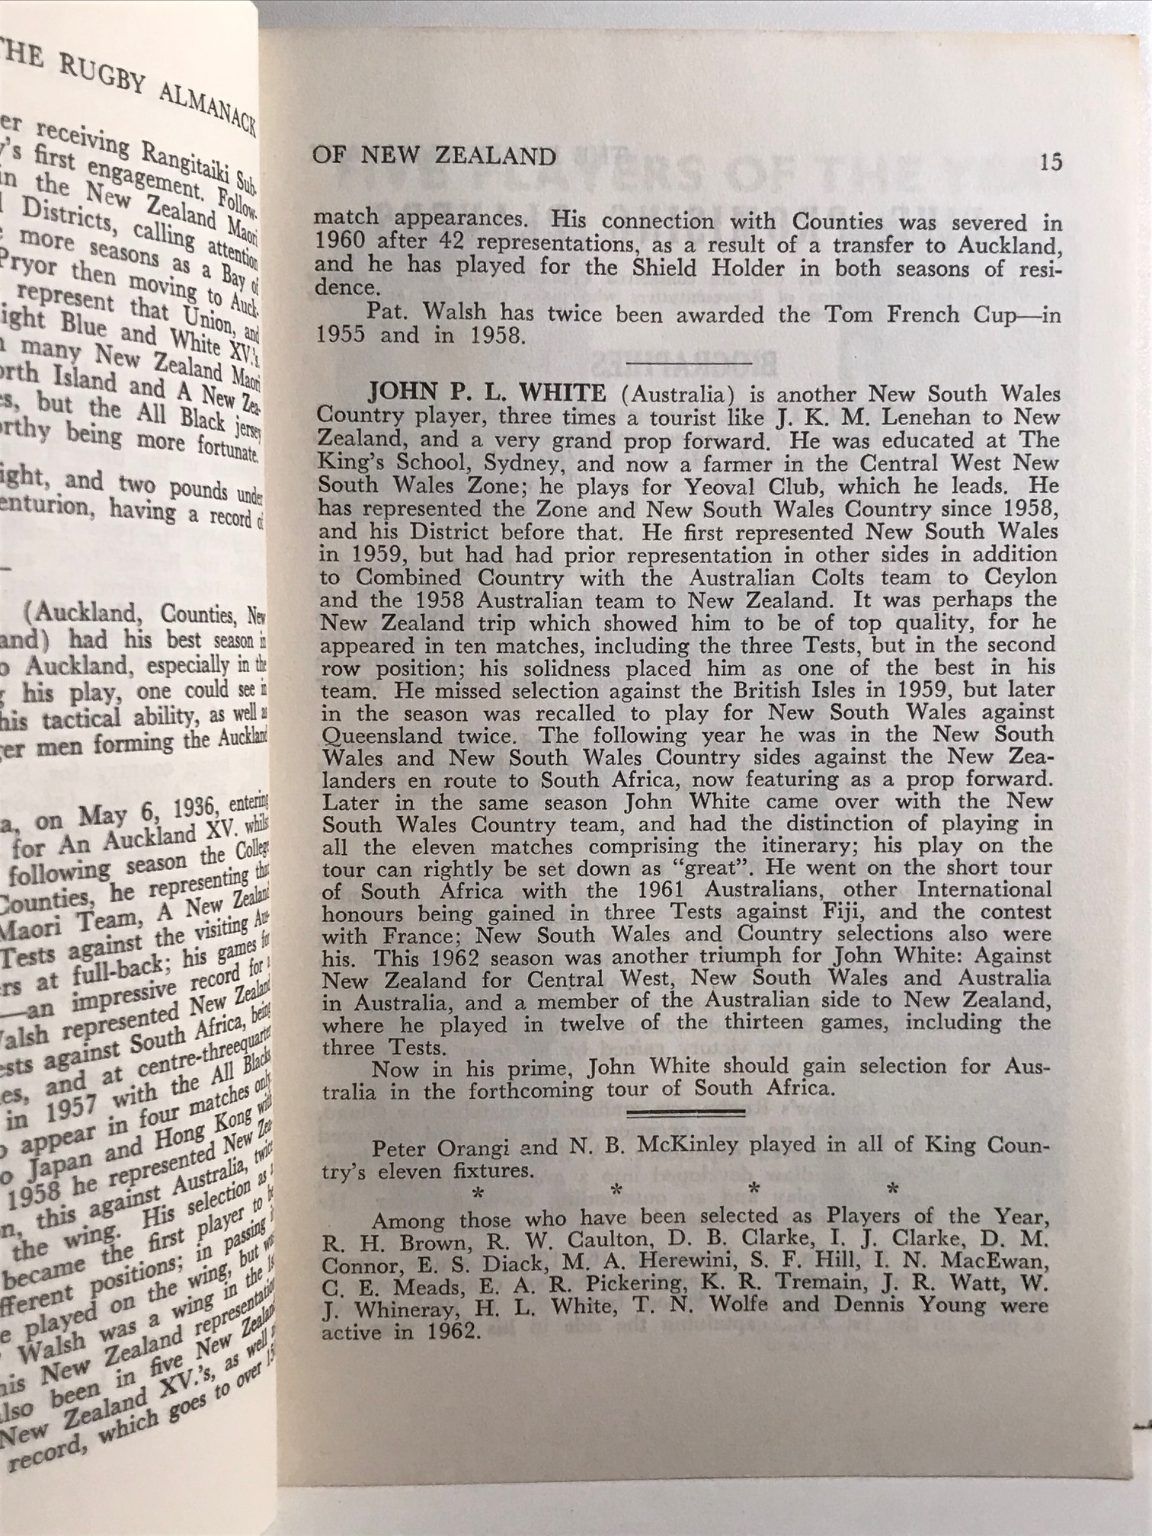 THE RUGBY ALMANACK
er receiving Rangitaiki Sub-
y's first engagement. Follow-
in the New Zealand Maori
l Districts, calling attention
e more seasons as a Bay of
Pryor then moving to Auck-
represent that Union, and
ight Blue and White XV.'s.
n many New Zealand Maori
orth Island and A New Zea-
es, but the All Black jersey
orthy being more fortunate.
ight, and two pounds under
enturion, having a record of
(Auckland, Counties, New
and) had his best season in
o Auckland, especially in the
g his play, one could see in
his tactical ability, as well as
er men forming the Auckland
a, on May 6, 1936, entering
for An Auckland XV. whilst
following season the College
Counties, he representing that
Maori Team, A New Zealand
Tests against the visiting Au-
rs at full-back; his games for
—an impressive record for a
Walsh represented New Zealand
ests against South Africa, being
es, and at centre-threequarter
in 1957 with the All Blacks
o appear in four matches only
o Japan and Hong Kong with
1958 he represented New Zea-
n, this against Australia, twice
the wing. His selection as a
became the first player to be
fferent positions; in passing it
e played on the wing, but was
Walsh was a wing in the
his New Zealand representation
also been in five New Zealand
New Zealand XV.'s, as well
record, which goes to over
OF NEW ZEALAND 15
match appearances. His connection with Counties was severed in
1960 after 42 representations, as a result of a transfer to Auckland,
and he has played for the Shield Holder in both seasons of resi-
dence.
Pat. Walsh has twice been awarded the Tom French Cup—in
1955 and in 1958.
JOHN P. L. WHITE (Australia) is another New South Wales
Country player, three times a tourist like J. K. M. Lenehan to New
Zealand, and a very grand prop forward. He was educated at The
King's School, Sydney, and now a farmer in the Central West New
South Wales Zone; he plays for Yeoval Club, which he leads. He
has represented the Zone and New South Wales Country since 1958,
and his District before that. He first represented New South Wales
in 1959, but had had prior representation in other sides in addition
to Combined Country with the Australian Colts team to Ceylon
and the 1958 Australian team to New Zealand. It was perhaps the
New Zealand trip which showed him to be of top quality, for he
appeared in ten matches, including the three Tests, but in the second
row position; his solidness placed him as one of the best in his
team. He missed selection against the British Isles in 1959, but later
in the season was recalled to play for New South Wales against
Queensland twice. The following year he was in the New South
Wales and New South Wales Country sides against the New Zea-
landers en route to South Africa, now featuring as a prop forward.
Later in the same season John White came over with the New
South Wales Country team, and had the distinction of playing in
all the eleven matches comprising the itinerary; his play on the
tour can rightly be set down as "great". He went on the short tour
of South Africa with the 1961 Australians, other International
honours being gained in three Tests against Fiji, and the contest
with France; New South Wales and Country selections also were
his. This 1962 season was another triumph for John White: Against
New Zealand for Central West, New South Wales and Australia
in Australia, and a member of the Australian side to New Zealand,
where he played in twelve of the thirteen games, including the
three Tests.
Now in his prime, John White should gain selection for Aus-
tralia in the forthcoming tour of South Africa.
Peter Orangi and N. B. McKinley played in all of King Coun-
try's eleven fixtures.
* * * *
Among those who have been selected as Players of the Year,
R. H. Brown, R. W. Caulton, D. B. Clarke, I. J. Clarke, D. M.
Connor, E. S. Diack, M. A. Herewini, S. F. Hill, I. N. MacEwan,
C. E. Meads, E. A. R. Pickering, K. R. Tremain, J. R. Watt, W.
J. Whineray, H. L. White, T. N. Wolfe and Dennis Young were
active in 1962.